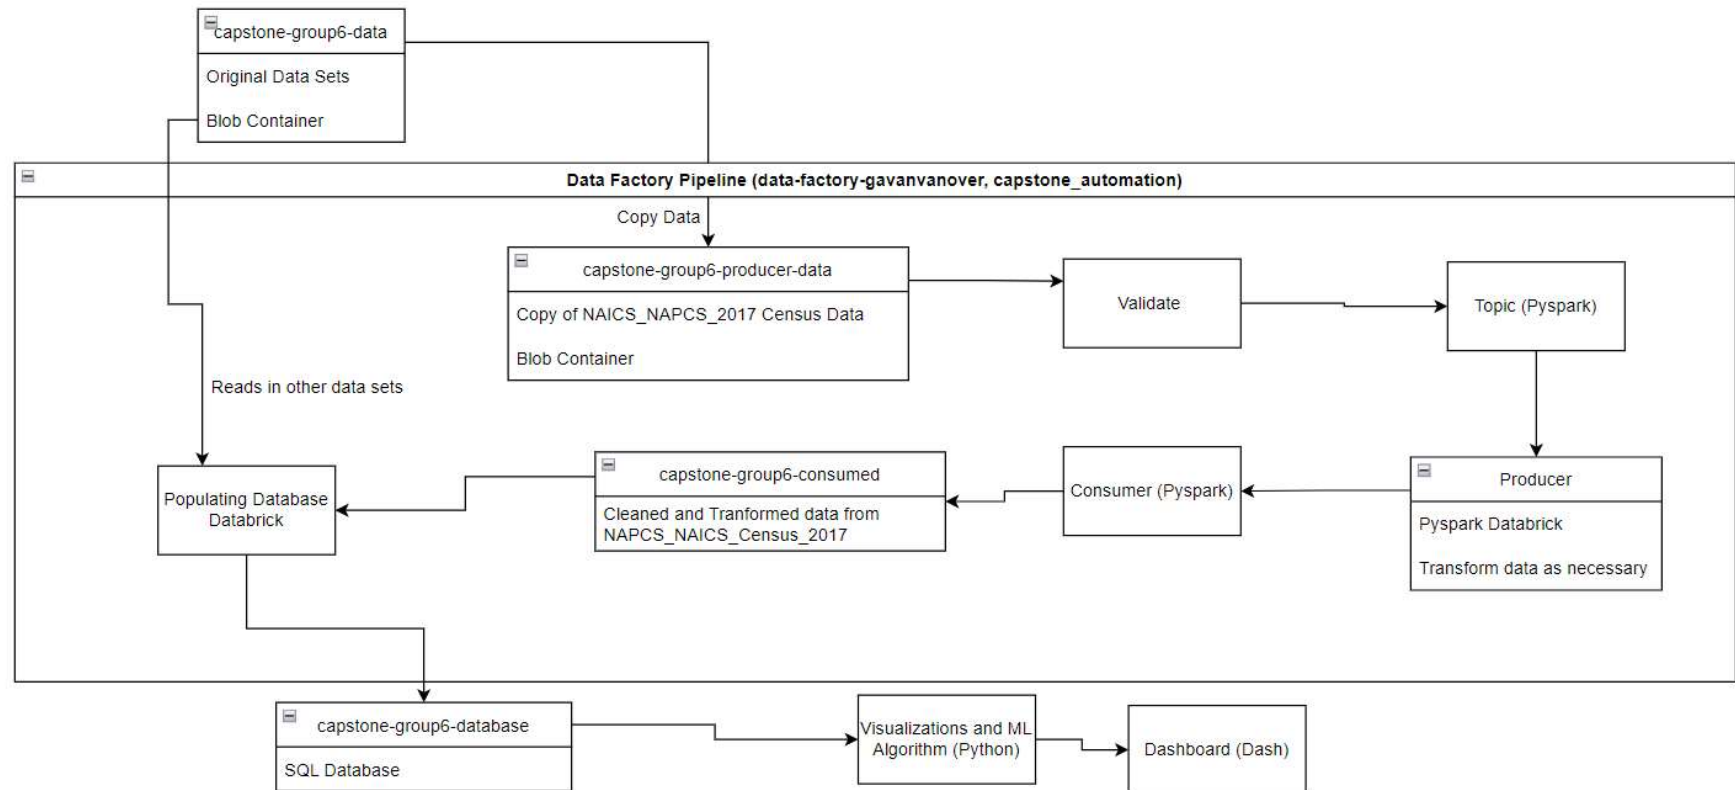 capstone-group6-data
Original Data Sets
Blob Container
Data Factory Pipeline (data-factory-gavanvanover, capstone_automation)
Copy Data
capstone-group6-producer-data
Copy of NAICS_NAPCS_2017 Census Data
Blob Container
Validate
Topic (Pyspark)
Reads in other data sets
Populating Database
Databrick
capstone-group6-consumed
Cleaned and Tranformed data from
NAPCS_NAICS_Census_2017
Consumer (Pyspark)
Producer
Pyspark Databrick
Transform data as necessary
capstone-group6-database
SQL Database
Visualizations and ML
Algorithm (Python)
Dashboard (Dash)